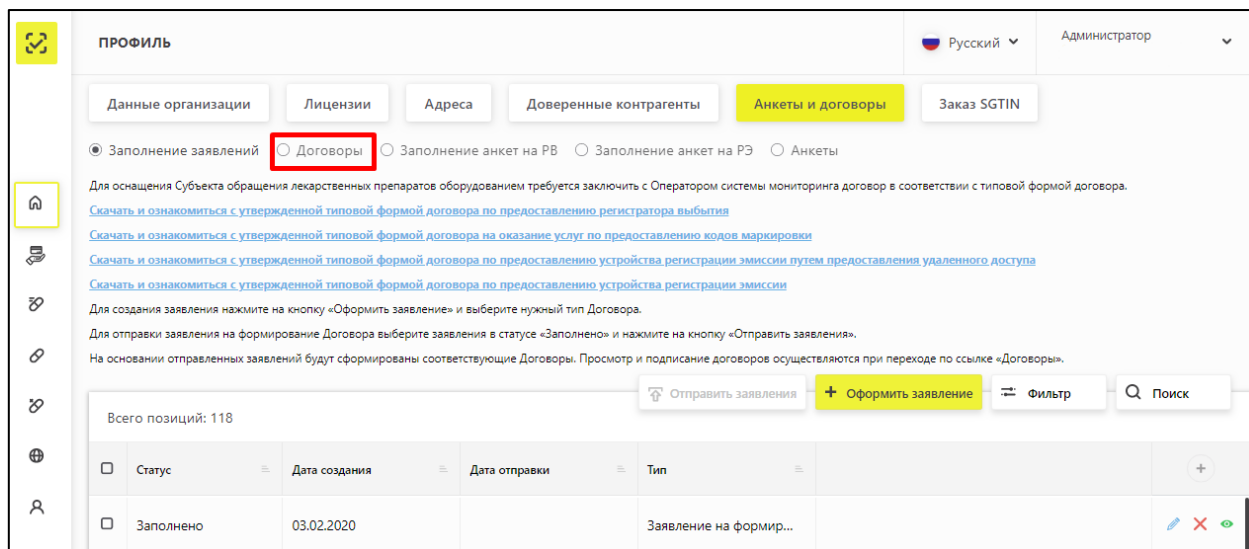 ПРОФИЛЬ
Русский
Администратор
Данные организации
Лицензии
Адреса
Доверенные контрагенты
Анкеты и договоры
Заказ SGTIN
Заполнение заявлений
Договоры
Заполнение анкет на РВ
Заполнение анкет на РЭ
Анкеты
Для оснащения Субъекта обращения лекарственных препаратов оборудованием требуется заключить с Оператором системы мониторинга договор в соответствии с типовой формой договора.
Скачать и ознакомиться с утвержденной типовой формой договора по предоставлению регистратора выбытия
Скачать и ознакомиться с утвержденной типовой формой договора на оказание услуг по предоставлению кодов маркировки
Скачать и ознакомиться с утвержденной типовой формой договора по предоставлению устройства регистрации эмиссии путем предоставления удаленного доступа
Скачать и ознакомиться с утвержденной типовой формой договора по предоставлению устройства регистрации эмиссии
Для создания заявления нажмите на кнопку «Оформить заявление» и выберите нужный тип Договора.
Для отправки заявления на формирование Договора выберите заявления в статусе «Заполнено» и нажмите на кнопку «Отправить заявления».
На основании отправленных заявлений будут сформированы соответствующие Договоры. Просмотр и подписание договоров осуществляются при переходе по ссылке «Договоры».
Отправить заявления
+ Оформить заявление
Фильтр
Поиск
Всего позиций: 118
Статус
Дата создания
Дата отправки
Тип
Заполнено
03.02.2020
Заявление на формир...